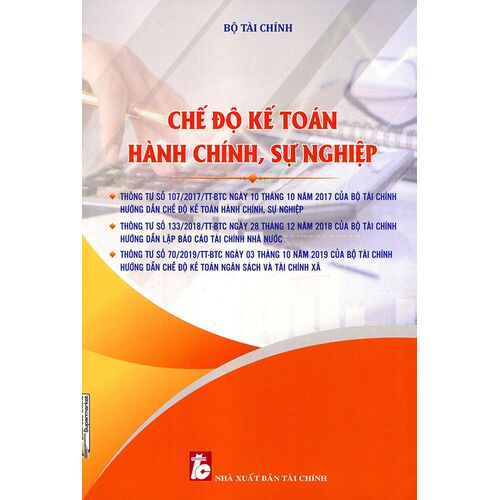 BỘ TÀI CHÍNH
CHẾ ĐỘ KẾ TOÁN
HÀNH CHÍNH, SỰ NGHIỆP
THÔNG TƯ SỐ 107/2017/TT-BTC NGÀY 10 THÁNG 10 NĂM 2017 CỦA BỘ TÀI CHÍNH
HƯỚNG DẪN CHẾ ĐỘ KẾ TOÁN HÀNH CHÍNH, SỰ NGHIỆP
THÔNG TƯ SỐ 133/2018/TT-BTC NGÀY 28 THÁNG 12 NĂM 2018 CỦA BỘ TÀI CHÍNH
HƯỚNG DẪN LẬP BÁO CÁO TÀI CHÍNH NHÀ NƯỚC
THÔNG TƯ SỐ 70/2019/TT-BTC NGÀY 03 THÁNG 10 NĂM 2019 CỦA BỘ TÀI CHÍNH
HƯỚNG DẪN CHẾ ĐỘ KẾ TOÁN NGÂN SÁCH VÀ TÀI CHÍNH XÃ
Supermarket
tc
NHÀ XUẤT BẢN TÀI CHÍNH